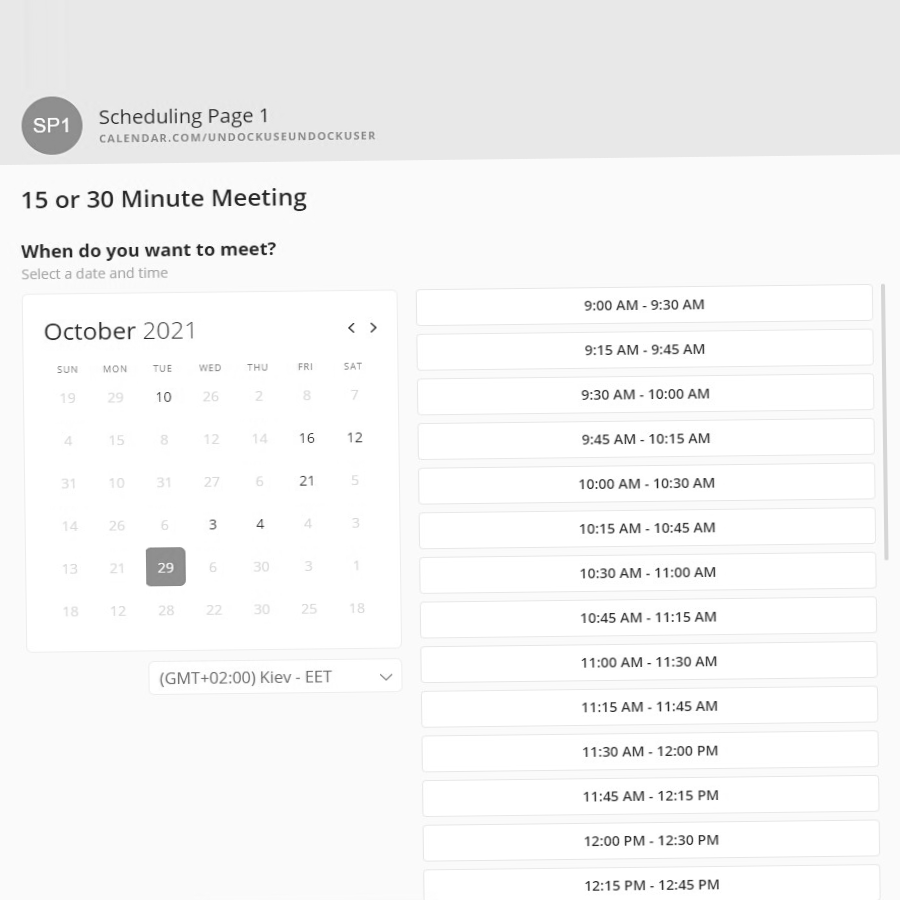 SP1
Scheduling Page 1
CALENDAR.COM/UNDOCKUSEUNDOCKUSER
15 or 30 Minute Meeting
When do you want to meet?
Select a date and time
October 2021
SUN MON TUE WED THU FRI SAT
19 29 10 26 2 8 7
4 15 8 12 14 16 12
31 10 31 27 6 21 5
14 26 6 3 4 4 3
13 21 29 6 30 3 1
18 12 28 22 30 25 18
(GMT+02:00) Kiev - EET
9:00 AM - 9:30 AM
9:15 AM - 9:45 AM
9:30 AM - 10:00 AM
9:45 AM - 10:15 AM
10:00 AM - 10:30 AM
10:15 AM - 10:45 AM
10:30 AM - 11:00 AM
10:45 AM - 11:15 AM
11:00 AM - 11:30 AM
11:15 AM - 11:45 AM
11:30 AM - 12:00 PM
11:45 AM - 12:15 PM
12:00 PM - 12:30 PM
12:15 PM - 12:45 PM